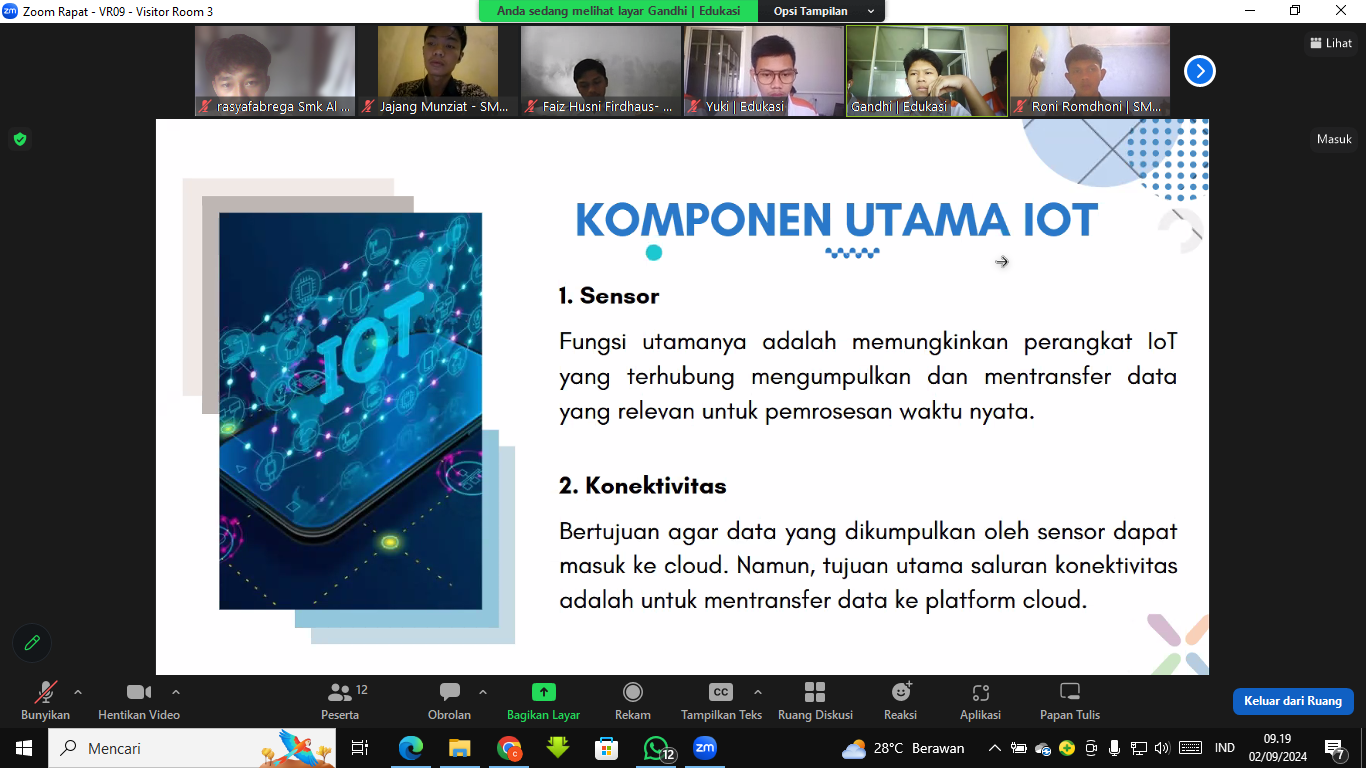 Zoom Rapat - VR09 - Visitor Room 3
Anda sedang melihat layar Gandhi | Edukasi
Opsi Tampilan
Lihat
rasyafabrega Smk Al ...
Jajang Munziat - SM...
Faiz Husni Firdhaus- ...
Yuki | Edukasi
Gandhi | Edukasi
Roni Romdhoni | SM...
Masuk
KOMPONEN UTAMA IOT
IOT
1. Sensor
Fungsi utamanya adalah memungkinkan perangkat IoT
yang terhubung mengumpulkan dan mentransfer data
yang relevan untuk pemrosesan waktu nyata.
2. Konektivitas
Bertujuan agar data yang dikumpulkan oleh sensor dapat
masuk ke cloud. Namun, tujuan utama saluran konektivitas
adalah untuk mentransfer data ke platform cloud.
Bunyikan
Hentikan Video
Peserta
12
Obrolan
Bagikan Layar
Rekam
CC
Tampilkan Teks
Ruang Diskusi
Reaksi
Aplikasi
Papan Tulis
Keluar dari Ruang
Mencari
12
zm
28°C Berawan
IND
09.19
02/09/2024
7